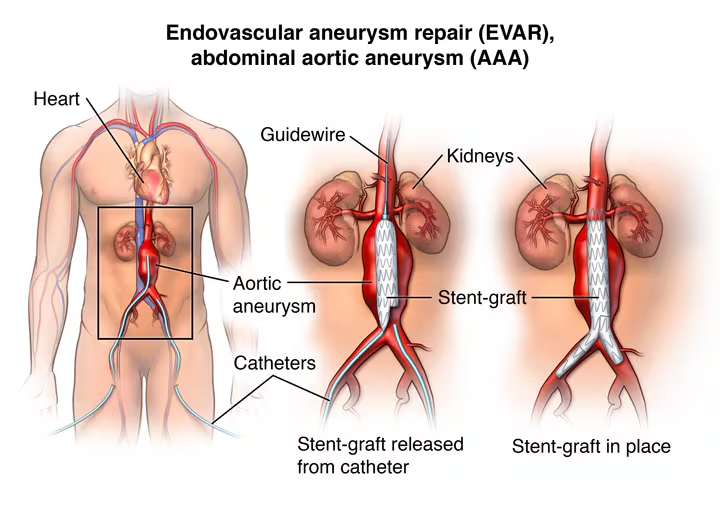 Endovascular aneurysm repair (EVAR),
abdominal aortic aneurysm (AAA)
Heart
Guidewire
Kidneys
Aortic
aneurysm
Stent-graft
Catheters
Stent-graft released
from catheter
Stent-graft in place